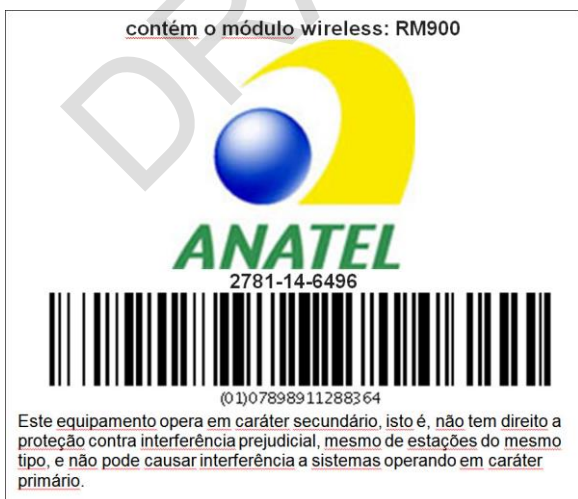 contém o módulo wireless: RM900
ANATEL
2781-14-6496
(01)07898911288364
Este equipamento opera em caráter secundário, isto é, não tem direito a
proteção contra interferência prejudicial, mesmo de estações do mesmo
tipo, e não pode causar interferência a sistemas operando em caráter
primário.